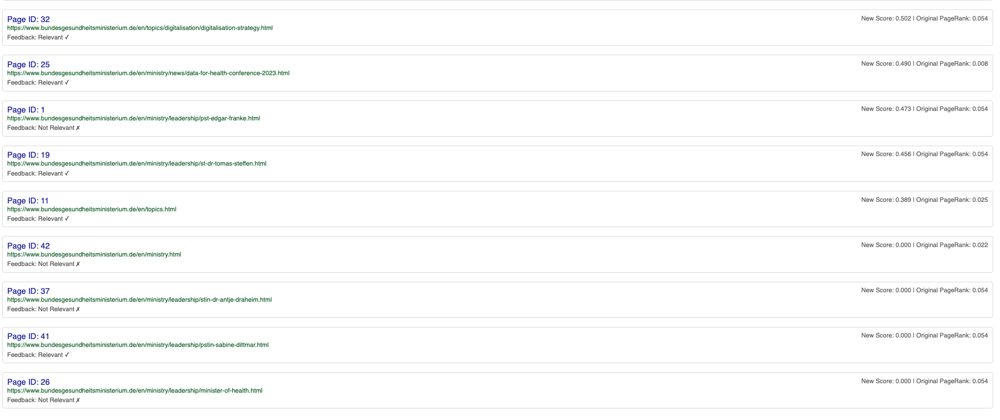 Page ID: 32
New Score: 0.502 | Original PageRank: 0.054
https://www.bundesgesundheitsministerium.de/en/topics/digitalisation/digitalisation-strategy.html
Feedback: Relevant ✓
Page ID: 25
New Score: 0.490 | Original PageRank: 0.008
https://www.bundesgesundheitsministerium.de/en/ministry/news/data-for-health-conference-2023.html
Feedback: Relevant ✓
Page ID: 1
New Score: 0.473 | Original PageRank: 0.054
https://www.bundesgesundheitsministerium.de/en/ministry/leadership/pst-edgar-franke.html
Feedback: Not Relevant ✗
Page ID: 19
New Score: 0.456 | Original PageRank: 0.054
https://www.bundesgesundheitsministerium.de/en/ministry/leadership/st-dr-tomas-steffen.html
Feedback: Relevant ✓
Page ID: 11
New Score: 0.389 | Original PageRank: 0.025
https://www.bundesgesundheitsministerium.de/en/topics.html
Feedback: Relevant ✓
Page ID: 42
New Score: 0.000 | Original PageRank: 0.022
https://www.bundesgesundheitsministerium.de/en/ministry.html
Feedback: Not Relevant ✗
Page ID: 37
New Score: 0.000 | Original PageRank: 0.054
https://www.bundesgesundheitsministerium.de/en/ministry/leadership/stin-dr-antje-draheim.html
Feedback: Not Relevant ✗
Page ID: 41
New Score: 0.000 | Original PageRank: 0.054
https://www.bundesgesundheitsministerium.de/en/ministry/leadership/pstin-sabine-dittmar.html
Feedback: Relevant ✓
Page ID: 26
New Score: 0.000 | Original PageRank: 0.054
https://www.bundesgesundheitsministerium.de/en/ministry/leadership/minister-of-health.html
Feedback: Not Relevant ✗